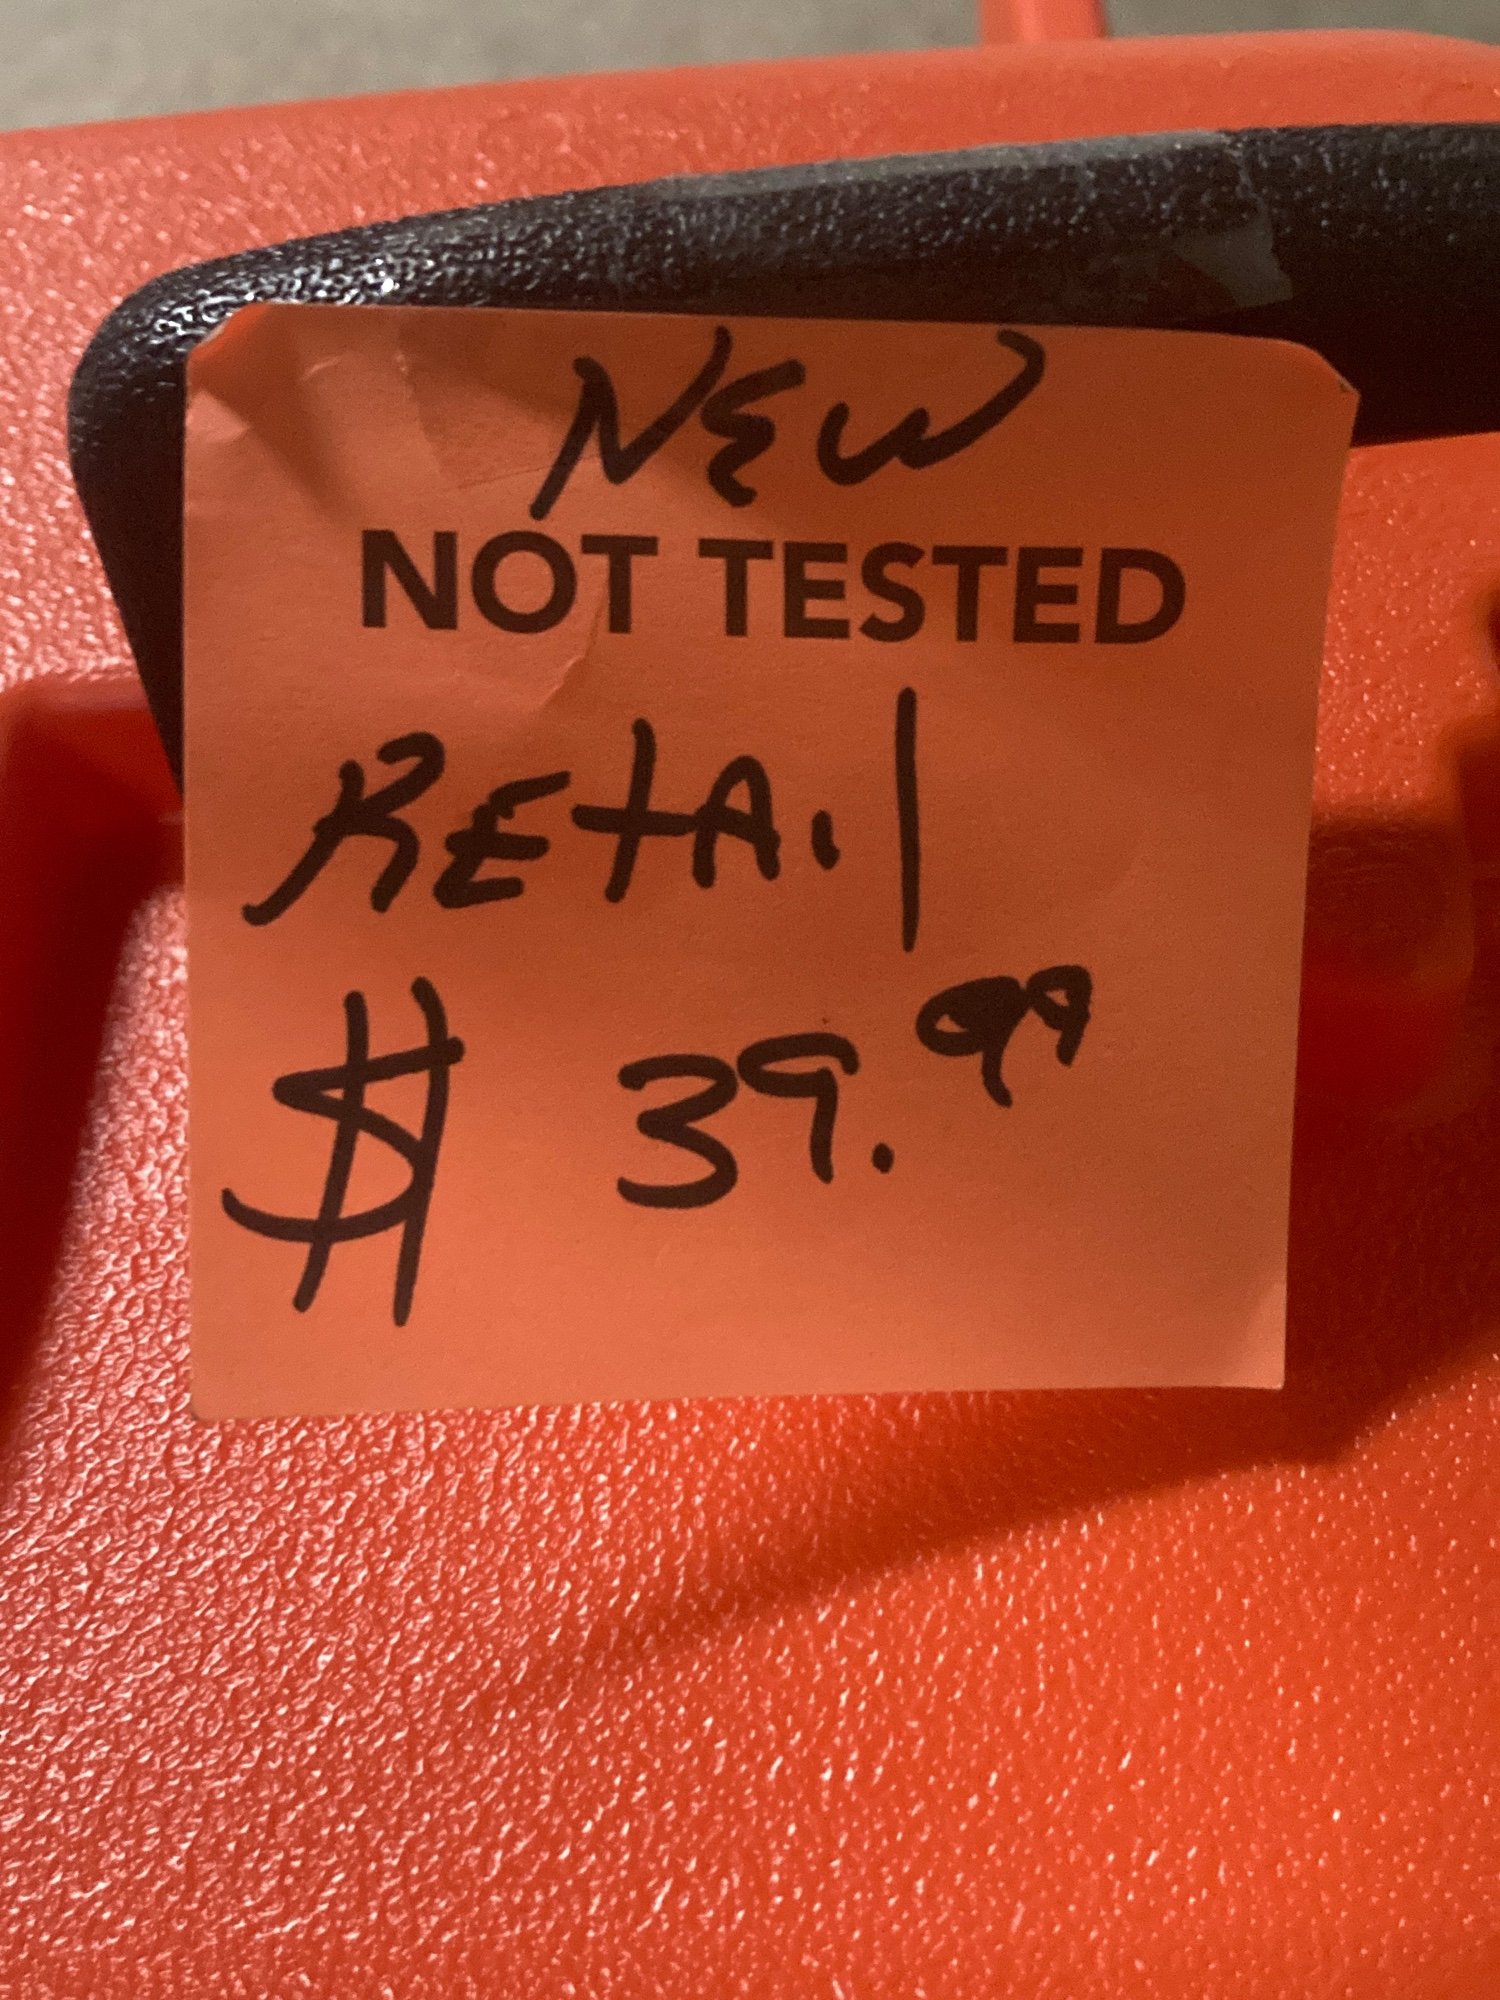 NEW
NOT TESTED
RETAIL
$ 39.99